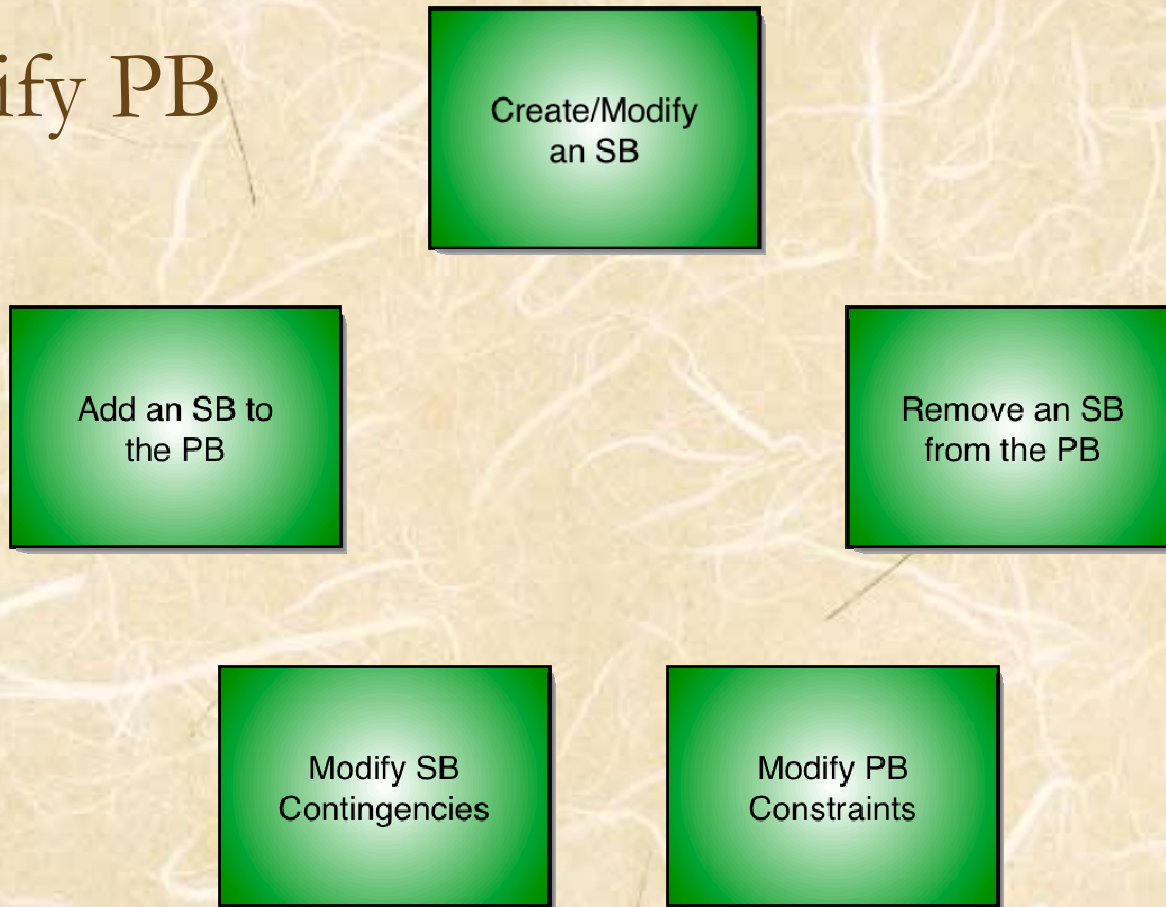 ify PB
Create/Modify
an SB
Add an SB to
the PB
Remove an SB
from the PB
Modify SB
Contingencies
Modify PB
Constraints